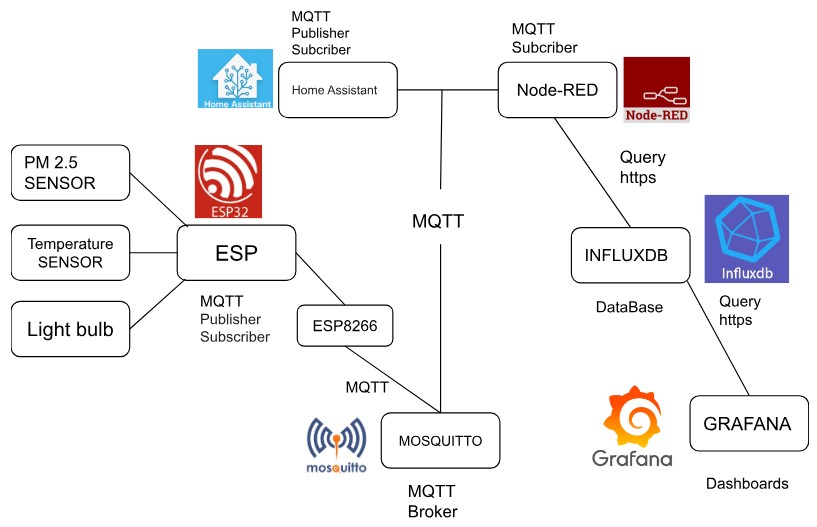 MQTT
Publisher
Subcriber
MQTT
Subcriber
Home Assistant
Home Assistant
Node-RED
Node-RED
PM 2.5
SENSOR
ESP32
Query
https
MQTT
Temperature
SENSOR
ESP
INFLUXDB
Influxdb
MQTT
Publisher
Subscriber
ESP8266
DataBase
Query
https
Light bulb
MQTT
MOSQUITTO
mosquitto
GRAFANA
Grafana
MQTT
Broker
Dashboards